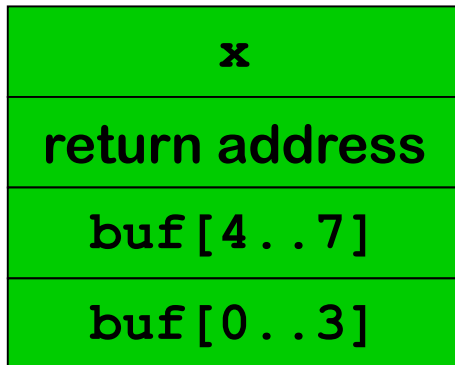 x
return address
buf[4..7]
buf[0..3]